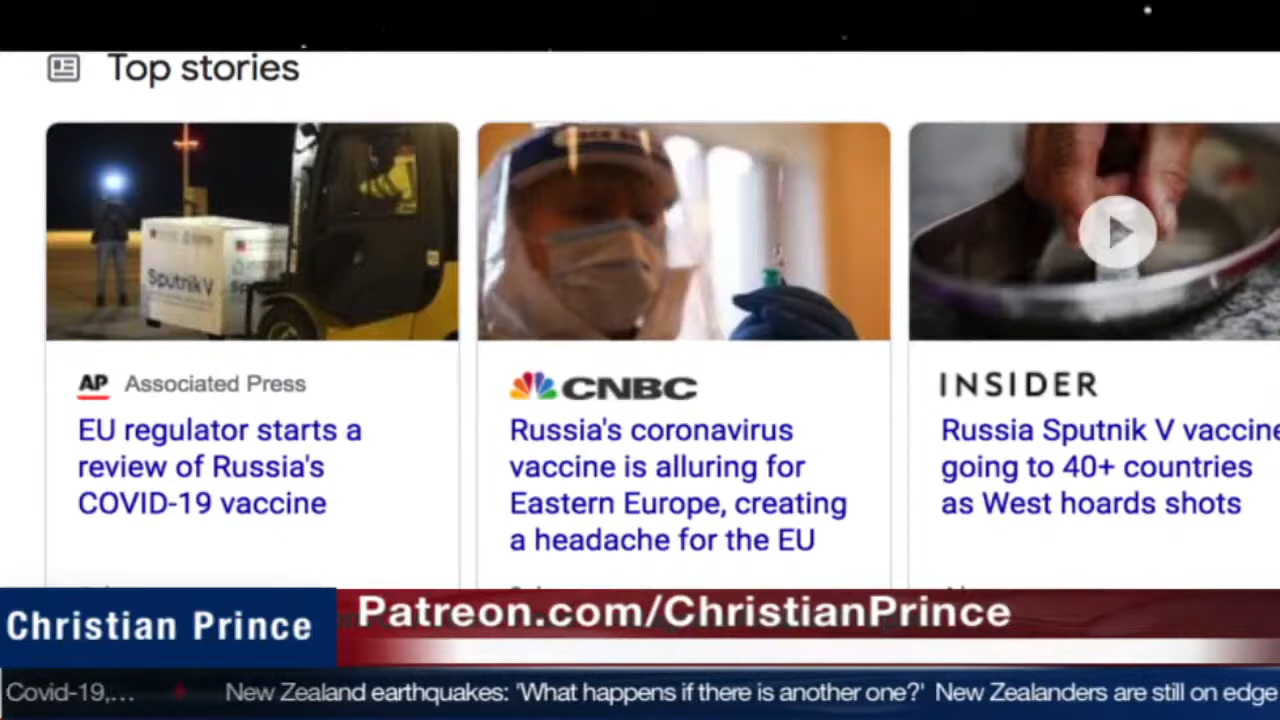 Top stories
Sputnik V
AP Associated Press
EU regulator starts a
review of Russia's
COVID-19 vaccine
CNBC
Russia's coronavirus
vaccine is alluring for
Eastern Europe, creating
a headache for the EU
INSIDER
Russia Sputnik V vaccine
going to 40+ countries
as West hoards shots
Christian Prince
Patreon.com/ChristianPrince
Covid-19,... New Zealand earthquakes: 'What happens if there is another one?' New Zealanders are still on edge